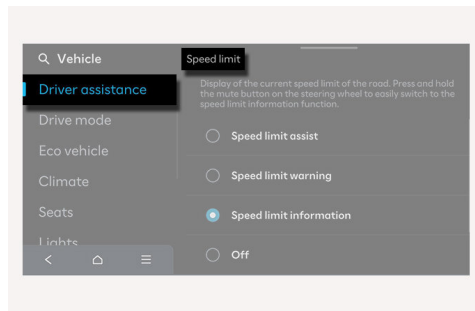 Vehicle
Speed limit
Driver assistance
Display of the current speed limit of the road. Press and hold
the mute button on the steering wheel to easily switch to the
speed limit information function.
Drive mode
Speed limit assist
Eco vehicle
Speed limit warning
Climate
Seats
Speed limit information
Lights
Off